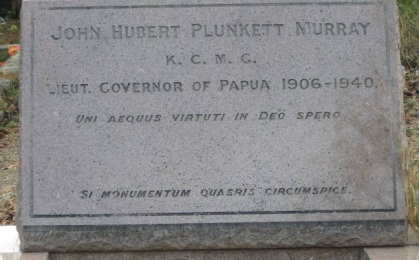 JOHN HUBERT PLUNKETT MURRAY
K. C. M. G.
LIEUT. GOVERNOR OF PAPUA 1906-1940.
UNI AEQUUS VIRTUTI IN DEO SPERO
SI MONUMENTUM QUAERIS CIRCUMSPICE.